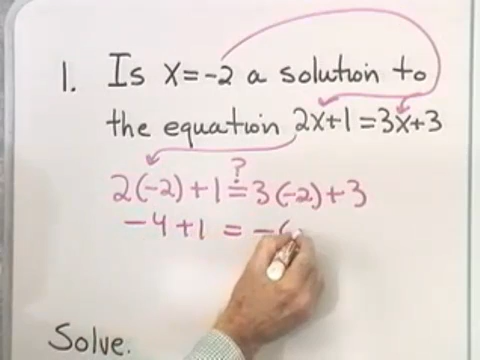 1. Is x=-2 a solution to
the equation 2x+1=3x+3
?
2(-2)+1=3(-2)+3
-4+1 = -
Solve.